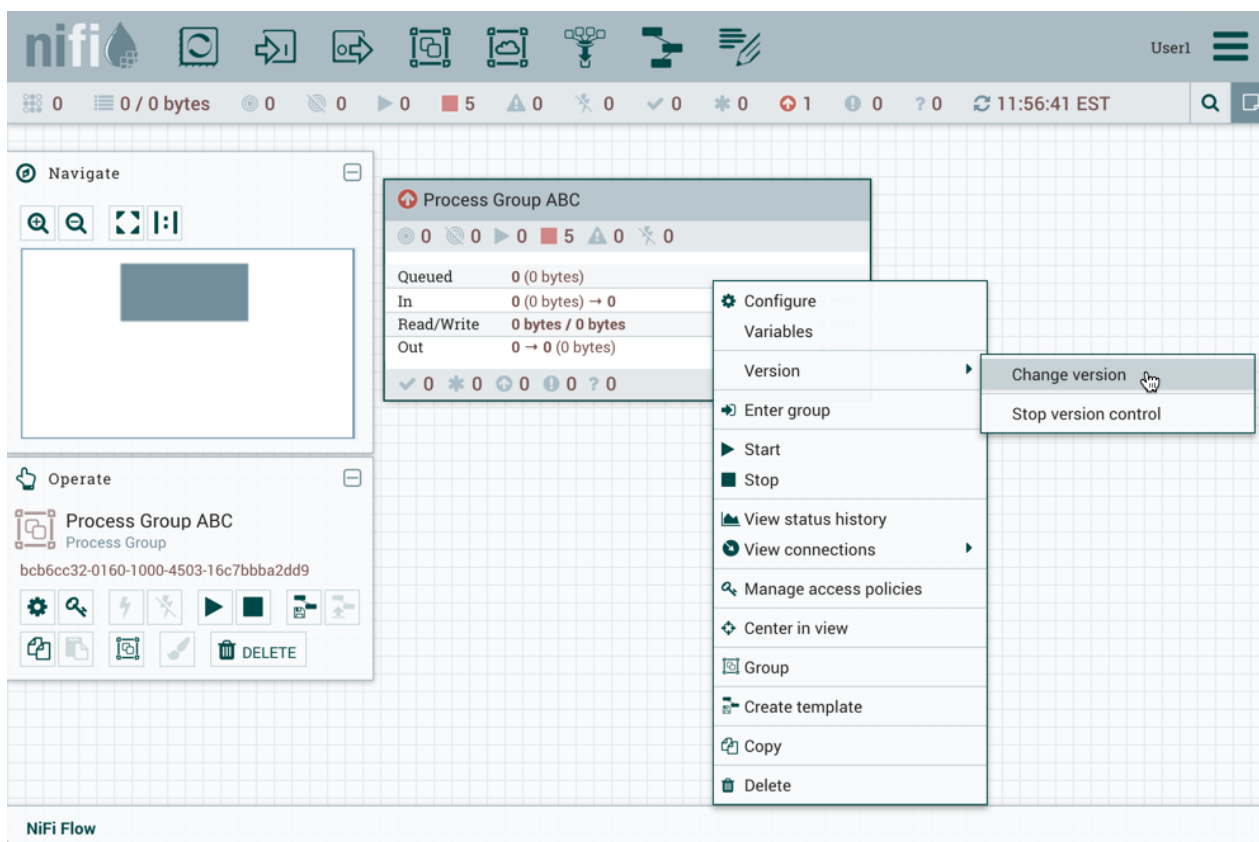 nifi
User1
0 0 / 0 bytes 0 0 0 5 0 0 0 0 1 0 ? 0 11:56:41 EST
Navigate
Process Group ABC
0 0 0 5 0 0
Queued 0 (0 bytes)
In 0 (0 bytes) → 0
Read/Write 0 bytes / 0 bytes
Out 0 → 0 (0 bytes)
0 0 0 0 ? 0
Configure
Variables
Version
Change version
Stop version control
Enter group
Start
Stop
View status history
View connections
Manage access policies
Center in view
Group
Create template
Copy
Delete
Operate
Process Group ABC
Process Group
bcb6cc32-0160-1000-4503-16c7bbba2dd9
DELETE
NiFi Flow